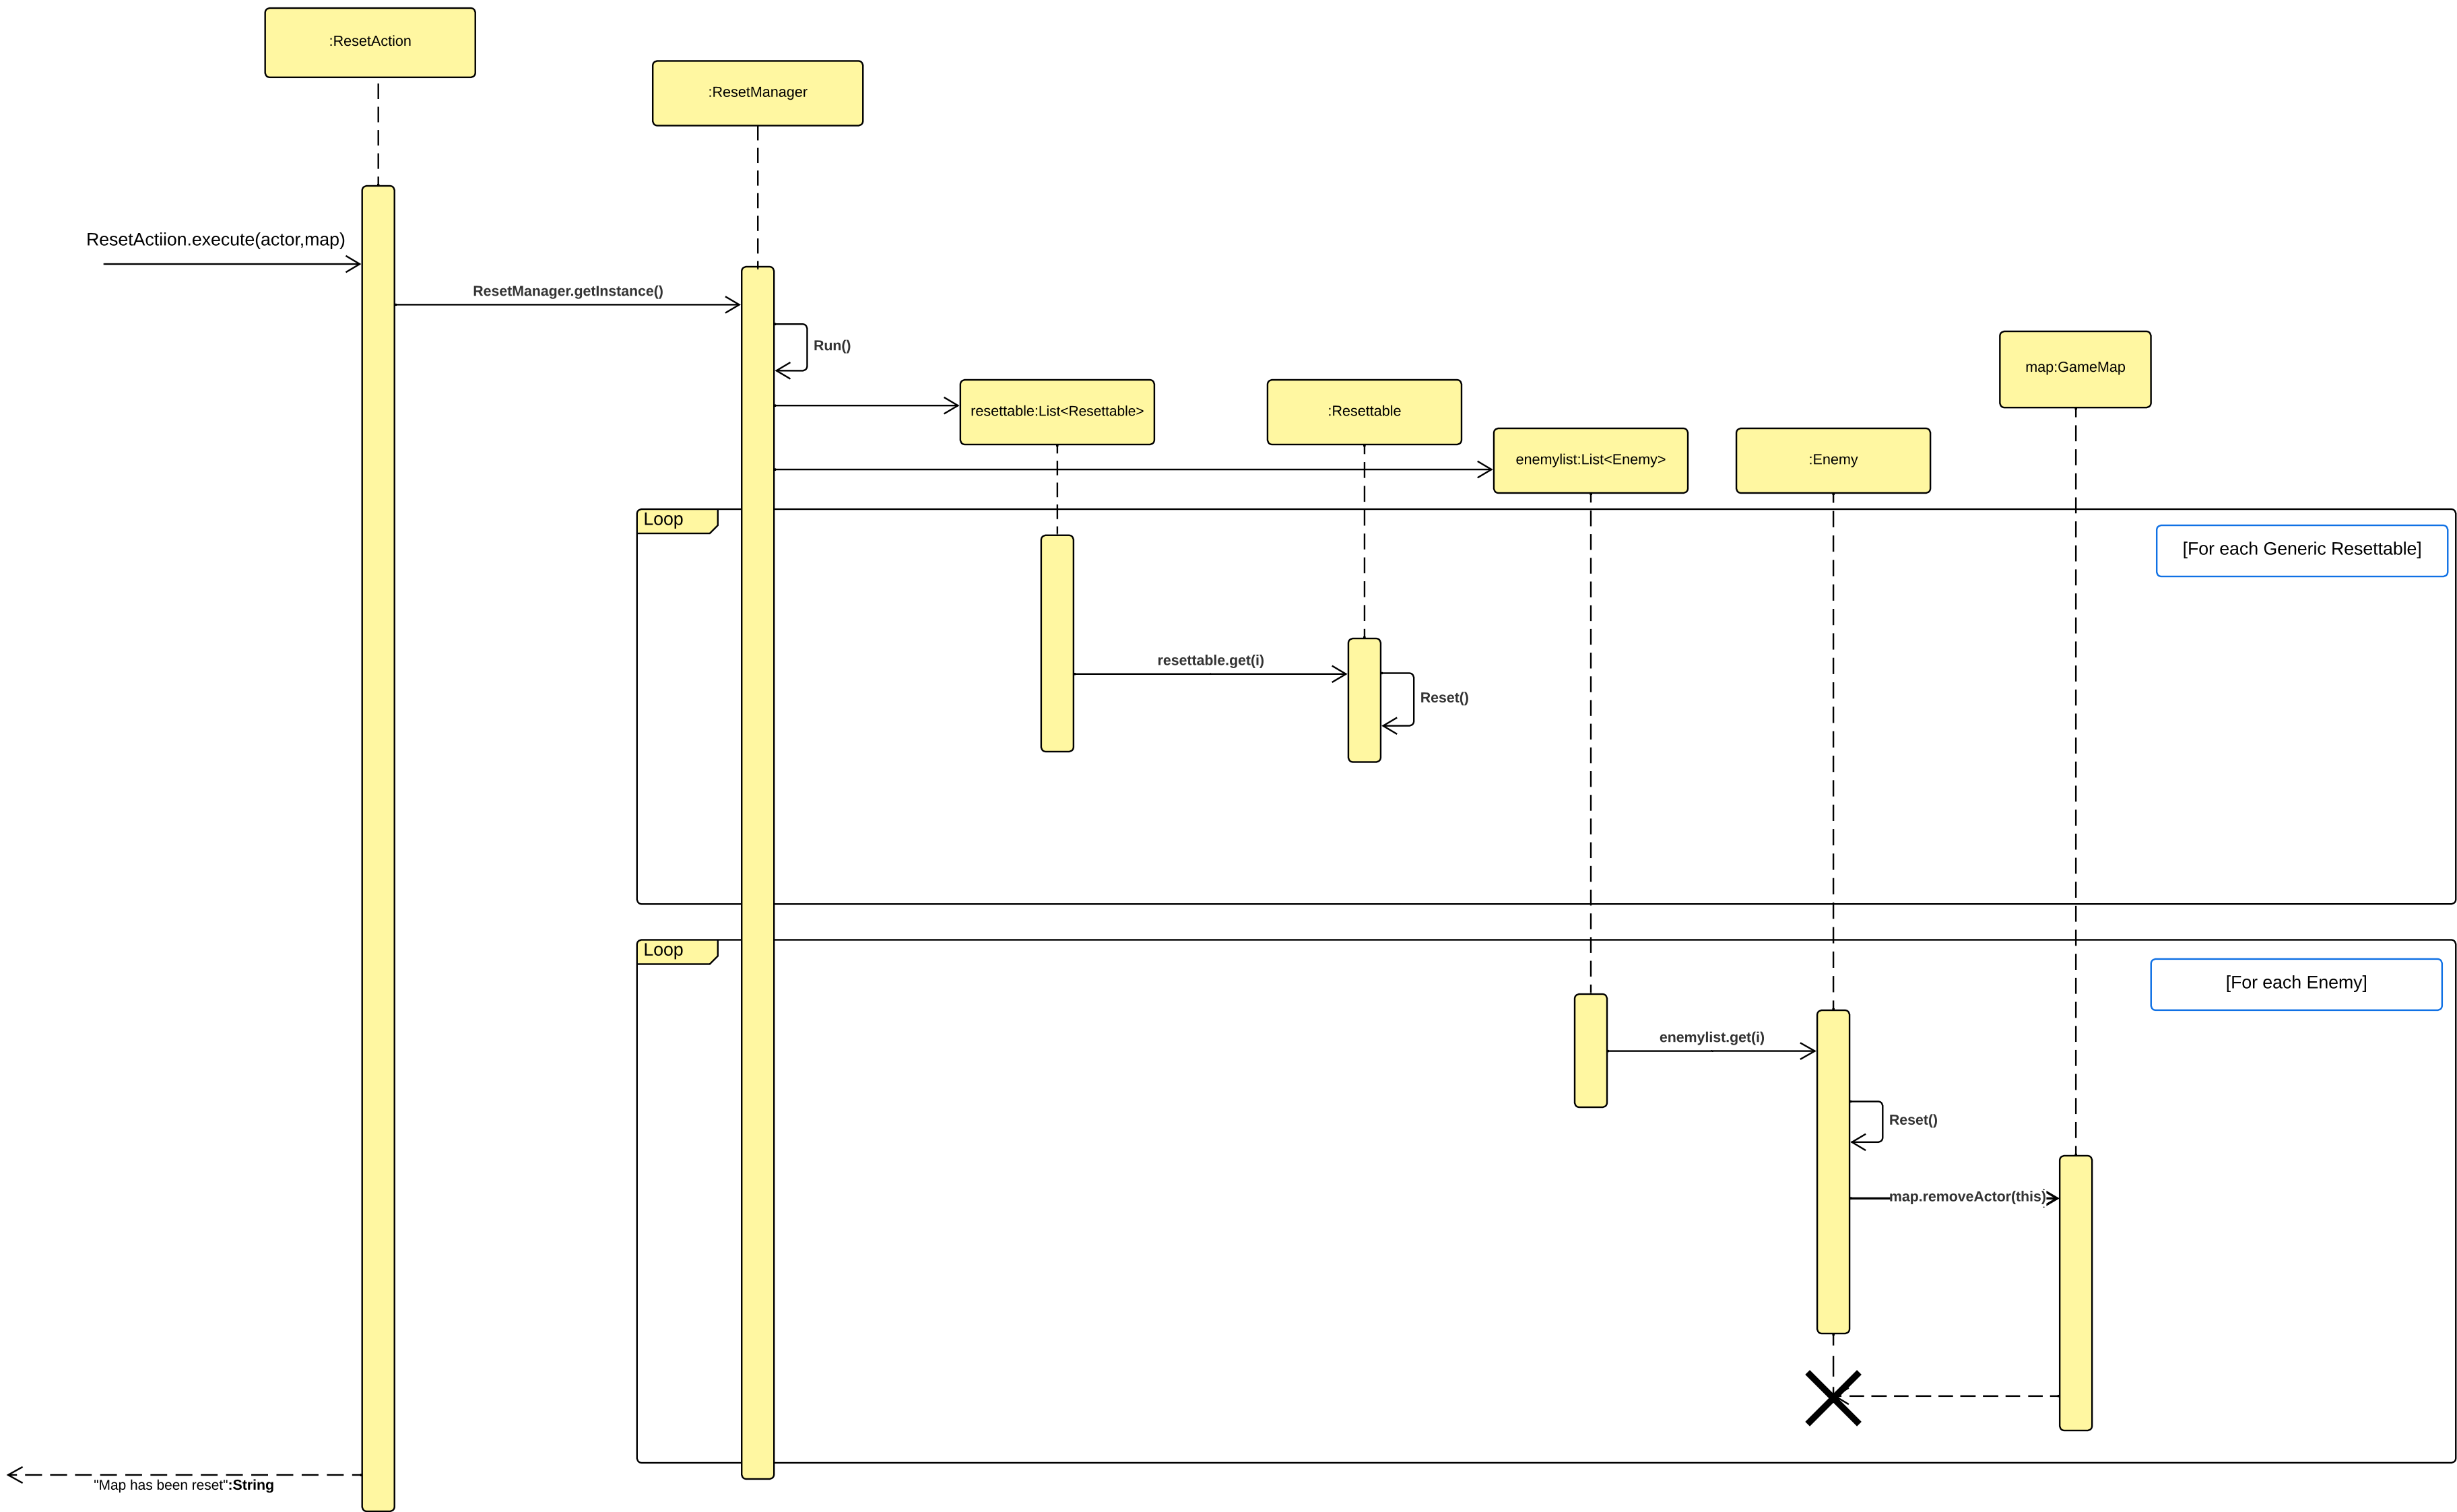 :ResetAction
:ResetManager
ResetActiion.execute(actor,map)
ResetManager.getInstance()
Run()
map:GameMap
resettable:List<Resettable>
:Resettable
enemylist:List<Enemy>
:Enemy
Loop
[For each Generic Resettable]
resettable.get(i)
Reset()
Loop
[For each Enemy]
enemylist.get(i)
Reset()
map.removeActor(this)
"Map has been reset":String